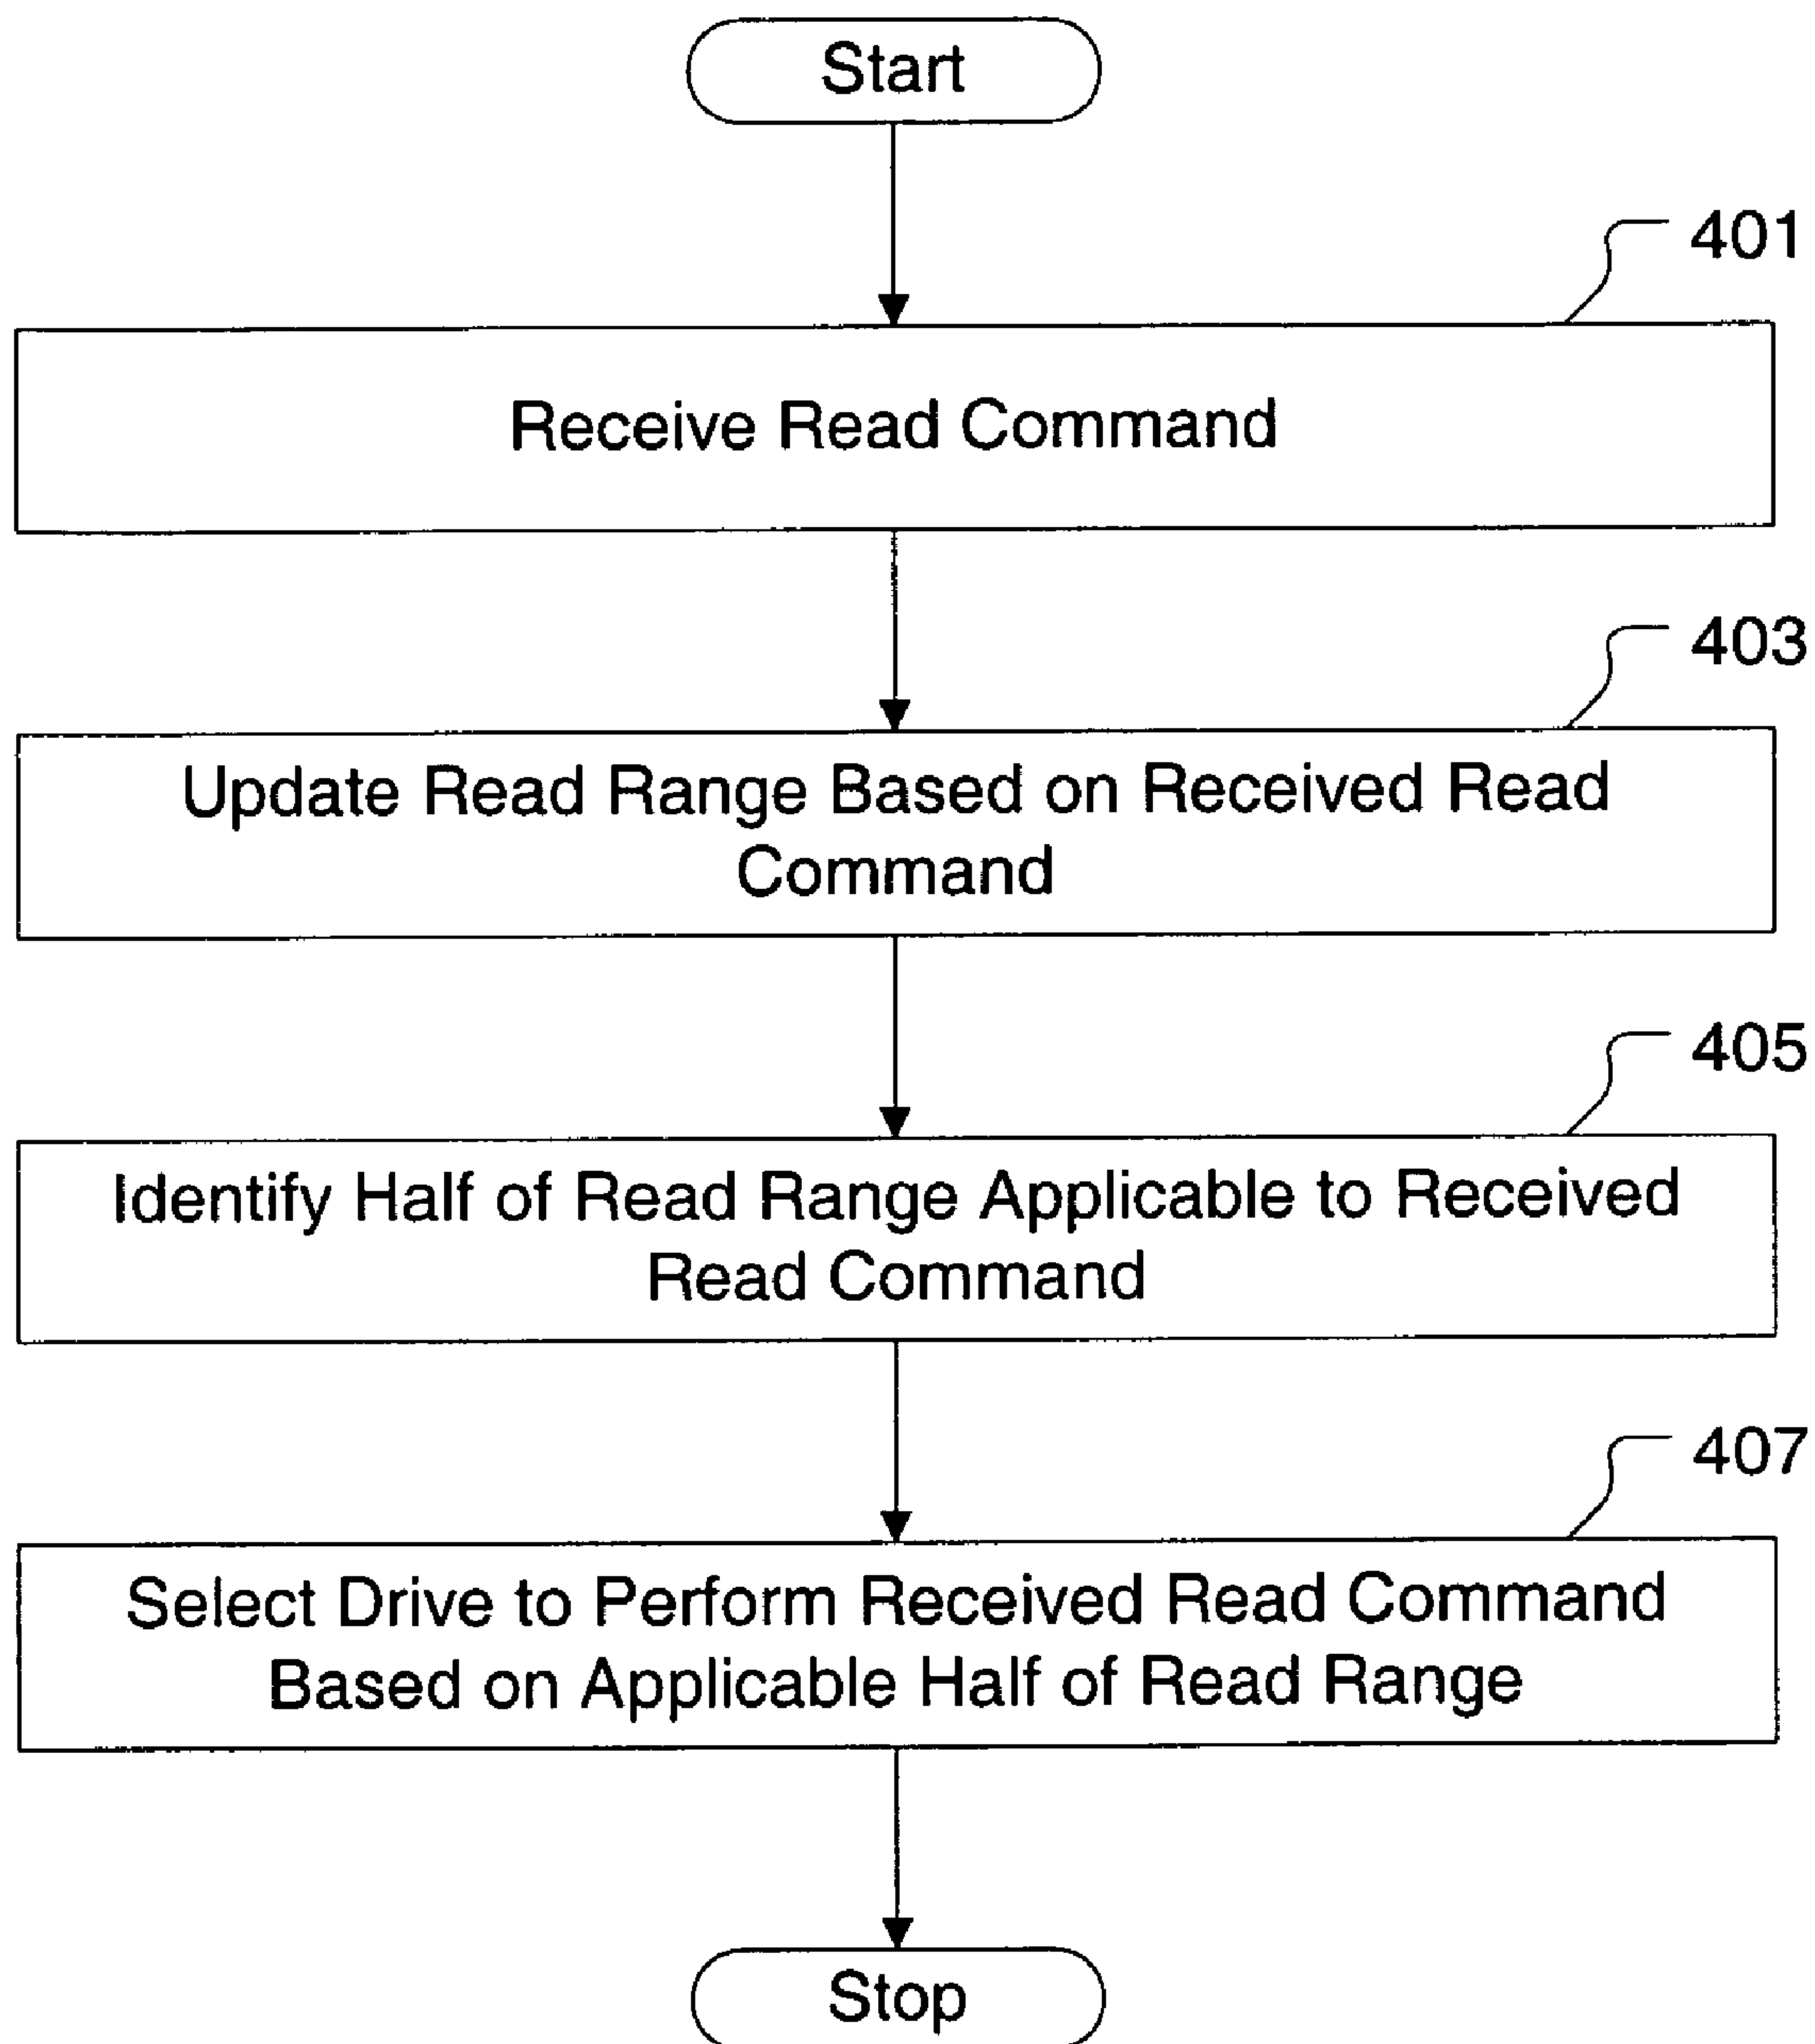 Start
401
Receive Read Command
403
Update Read Range Based on Received Read
Command
405
Identify Half of Read Range Applicable to Received
Read Command
407
Select Drive to Perform Received Read Command
Based on Applicable Half of Read Range
Stop